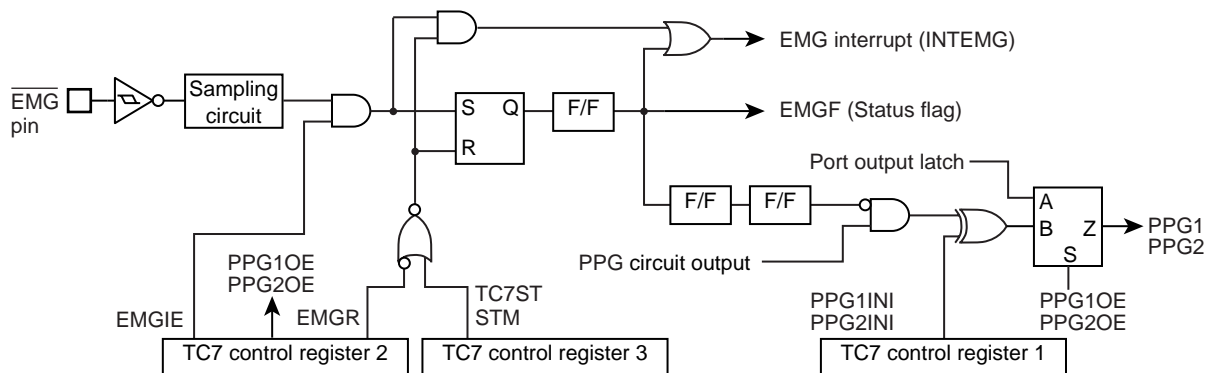 EMG interrupt (INTEMG)
EMG
pin
Sampling
circuit
S
Q
R
F/F
EMGF (Status flag)
Port output latch
F/F
F/F
A
B
Z
S
PPG1
PPG2
PPG circuit output
PPG1OE
PPG2OE
EMGIE
EMGR
TC7ST
STM
PPG1INI
PPG2INI
PPG1OE
PPG2OE
TC7 control register 2
TC7 control register 3
TC7 control register 1